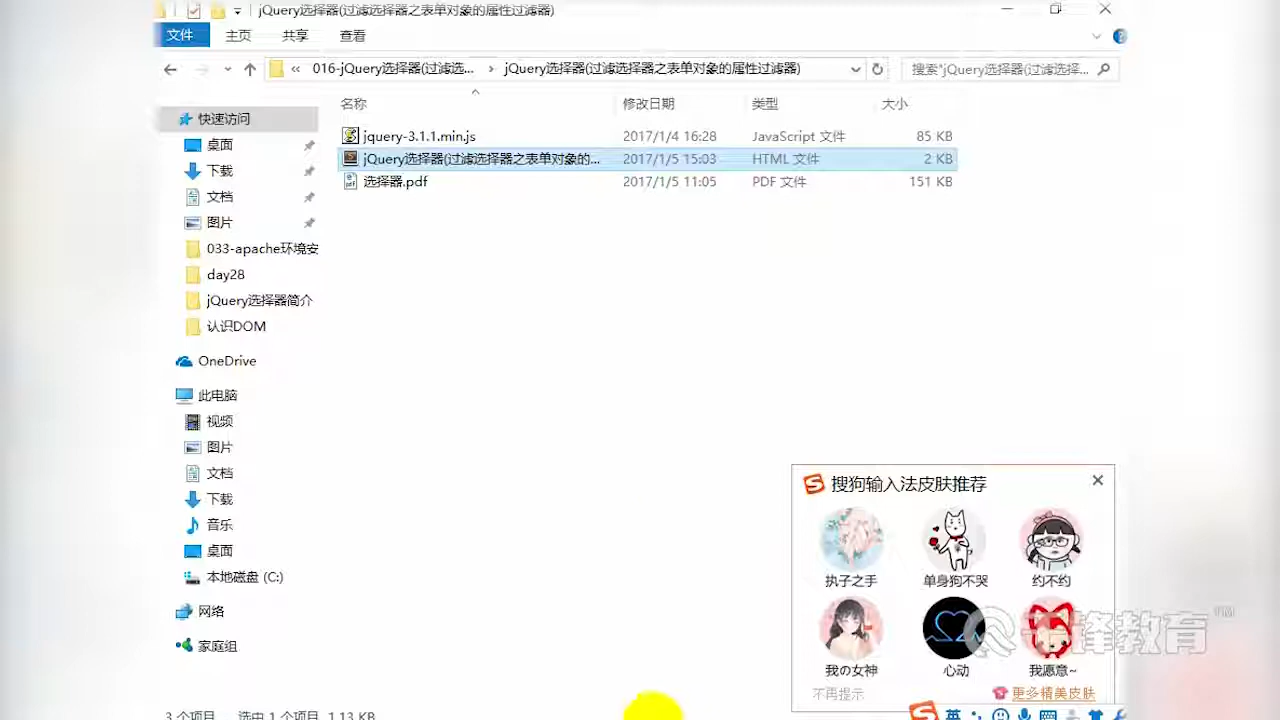 jQuery选择器(过滤选择器之表单对象的属性过滤器)
文件 主页 共享 查看
016-jQuery选择器(过滤选... jQuery选择器(过滤选择器之表单对象的属性过滤器) 搜索"jQuery选择器(过滤选择...
名称 修改日期 类型 大小
jquery-3.1.1.min.js 2017/1/4 16:28 JavaScript 文件 85 KB
jQuery选择器(过滤选择器之表单对象的... 2017/1/5 15:03 HTML 文件 2 KB
选择器.pdf 2017/1/5 11:05 PDF 文件 151 KB
快速访问
桌面
下载
文档
图片
033-apache环境安
day28
jQuery选择器简介
认识DOM
OneDrive
此电脑
视频
图片
文档
下载
音乐
桌面
本地磁盘 (C:)
网络
家庭组
3 个项目 选中 1 个项目 1.13 KB
搜狗输入法皮肤推荐
执子之手 单身狗不哭 约不约
我の女神 心动 我愿意~
不再提示 更多精美皮肤
英
锋教育 TM